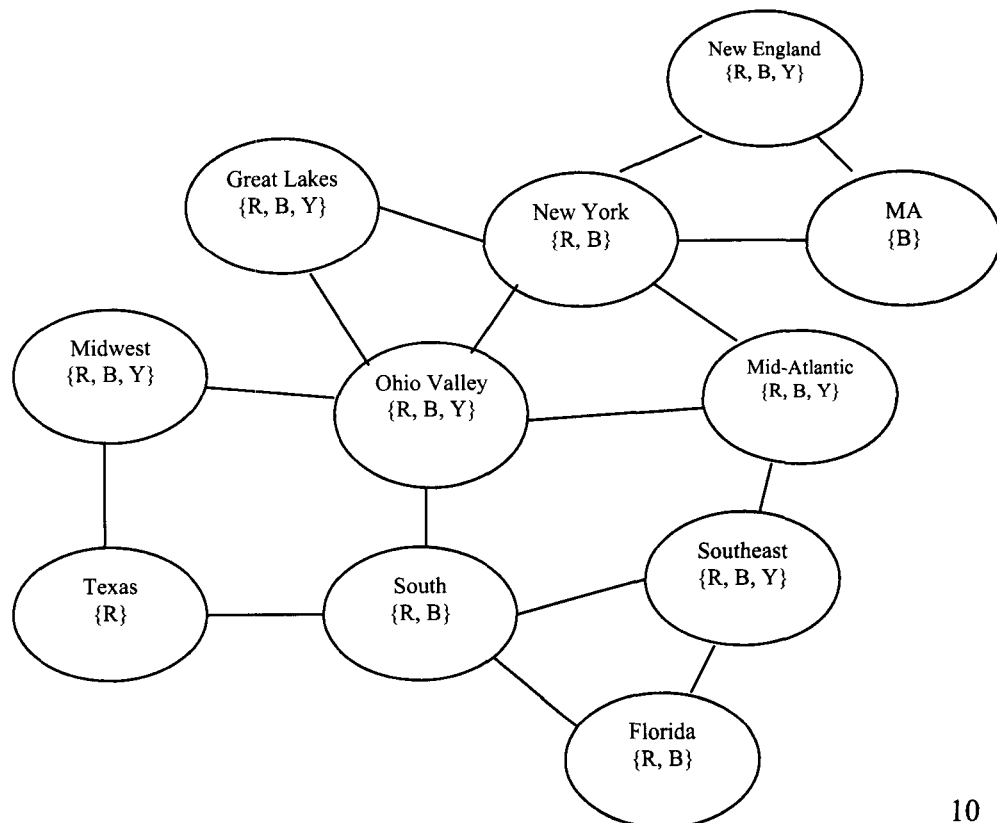 New England
{R, B, Y}
Great Lakes
{R, B, Y}
New York
{R, B}
MA
{B}
Midwest
{R, B, Y}
Ohio Valley
{R, B, Y}
Mid-Atlantic
{R, B, Y}
Texas
{R}
South
{R, B}
Southeast
{R, B, Y}
Florida
{R, B}
10